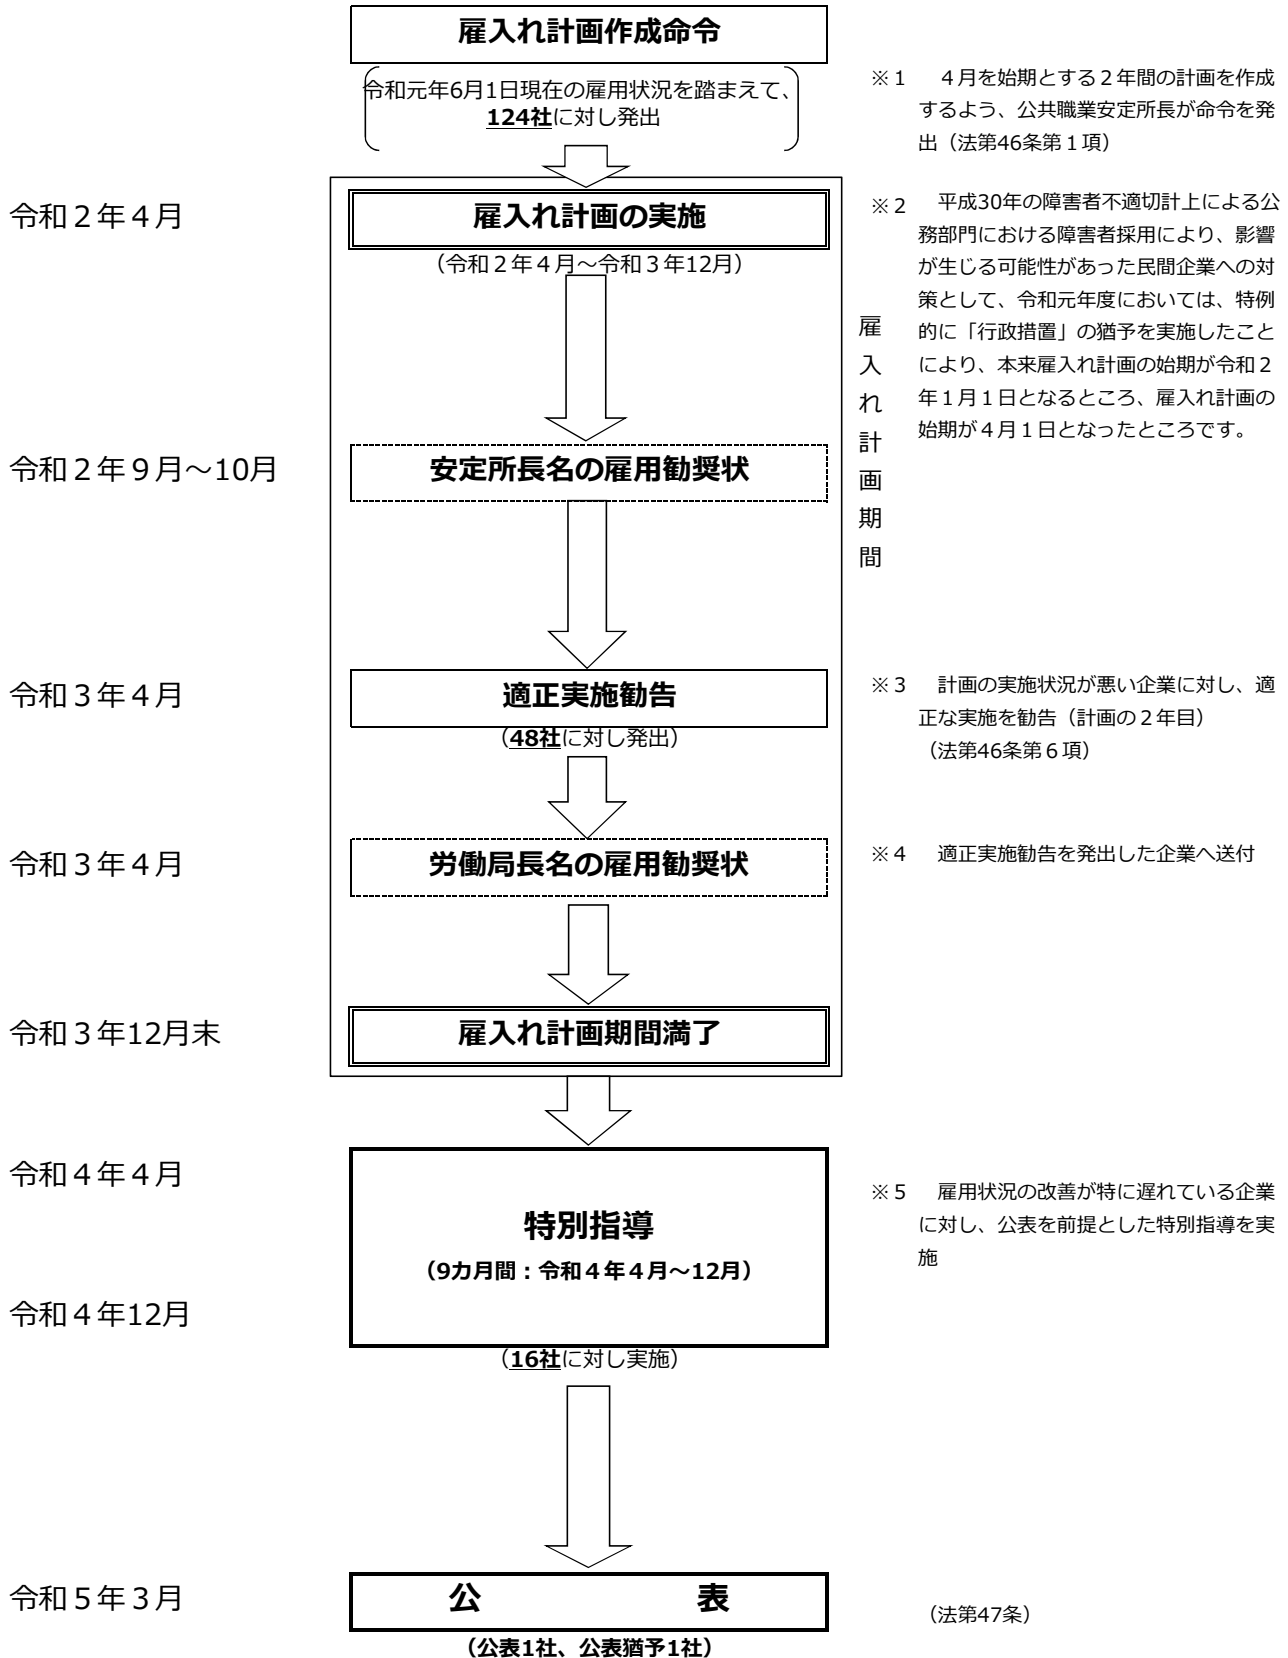 雇入れ計画作成命令
令和元年6月1日現在の雇用状況を踏まえて、
124社に対し発出
※１　４月を始期とする２年間の計画を作成
するよう、公共職業安定所長が命令を発
出（法第46条第１項）
令和２年４月
雇入れ計画の実施
（令和２年４月～令和３年12月）
※２　平成30年の障害者不適切計上による公
務部門における障害者採用により、影響
が生じる可能性があった民間企業への対
策として、令和元年度においては、特例
的に「行政措置」の猶予を実施したこと
により、本来雇入れ計画の始期が令和２
年１月１日となるところ、雇入れ計画の
始期が４月１日となったところです。
雇入れ計画期間
令和２年９月～10月
安定所長名の雇用勧奨状
令和３年４月
適正実施勧告
（48社に対し発出）
※３　計画の実施状況が悪い企業に対し、適
正な実施を勧告（計画の２年目）
（法第46条第６項）
令和３年４月
労働局長名の雇用勧奨状
※４　適正実施勧告を発出した企業へ送付
令和３年12月末
雇入れ計画期間満了
令和４年４月
特別指導
（9カ月間：令和４年４月～12月）
※５　雇用状況の改善が特に遅れている企業
に対し、公表を前提とした特別指導を実
施
令和４年12月
（16社に対し実施）
令和５年３月
公　表
（法第47条）
（公表1社、公表猶予1社）